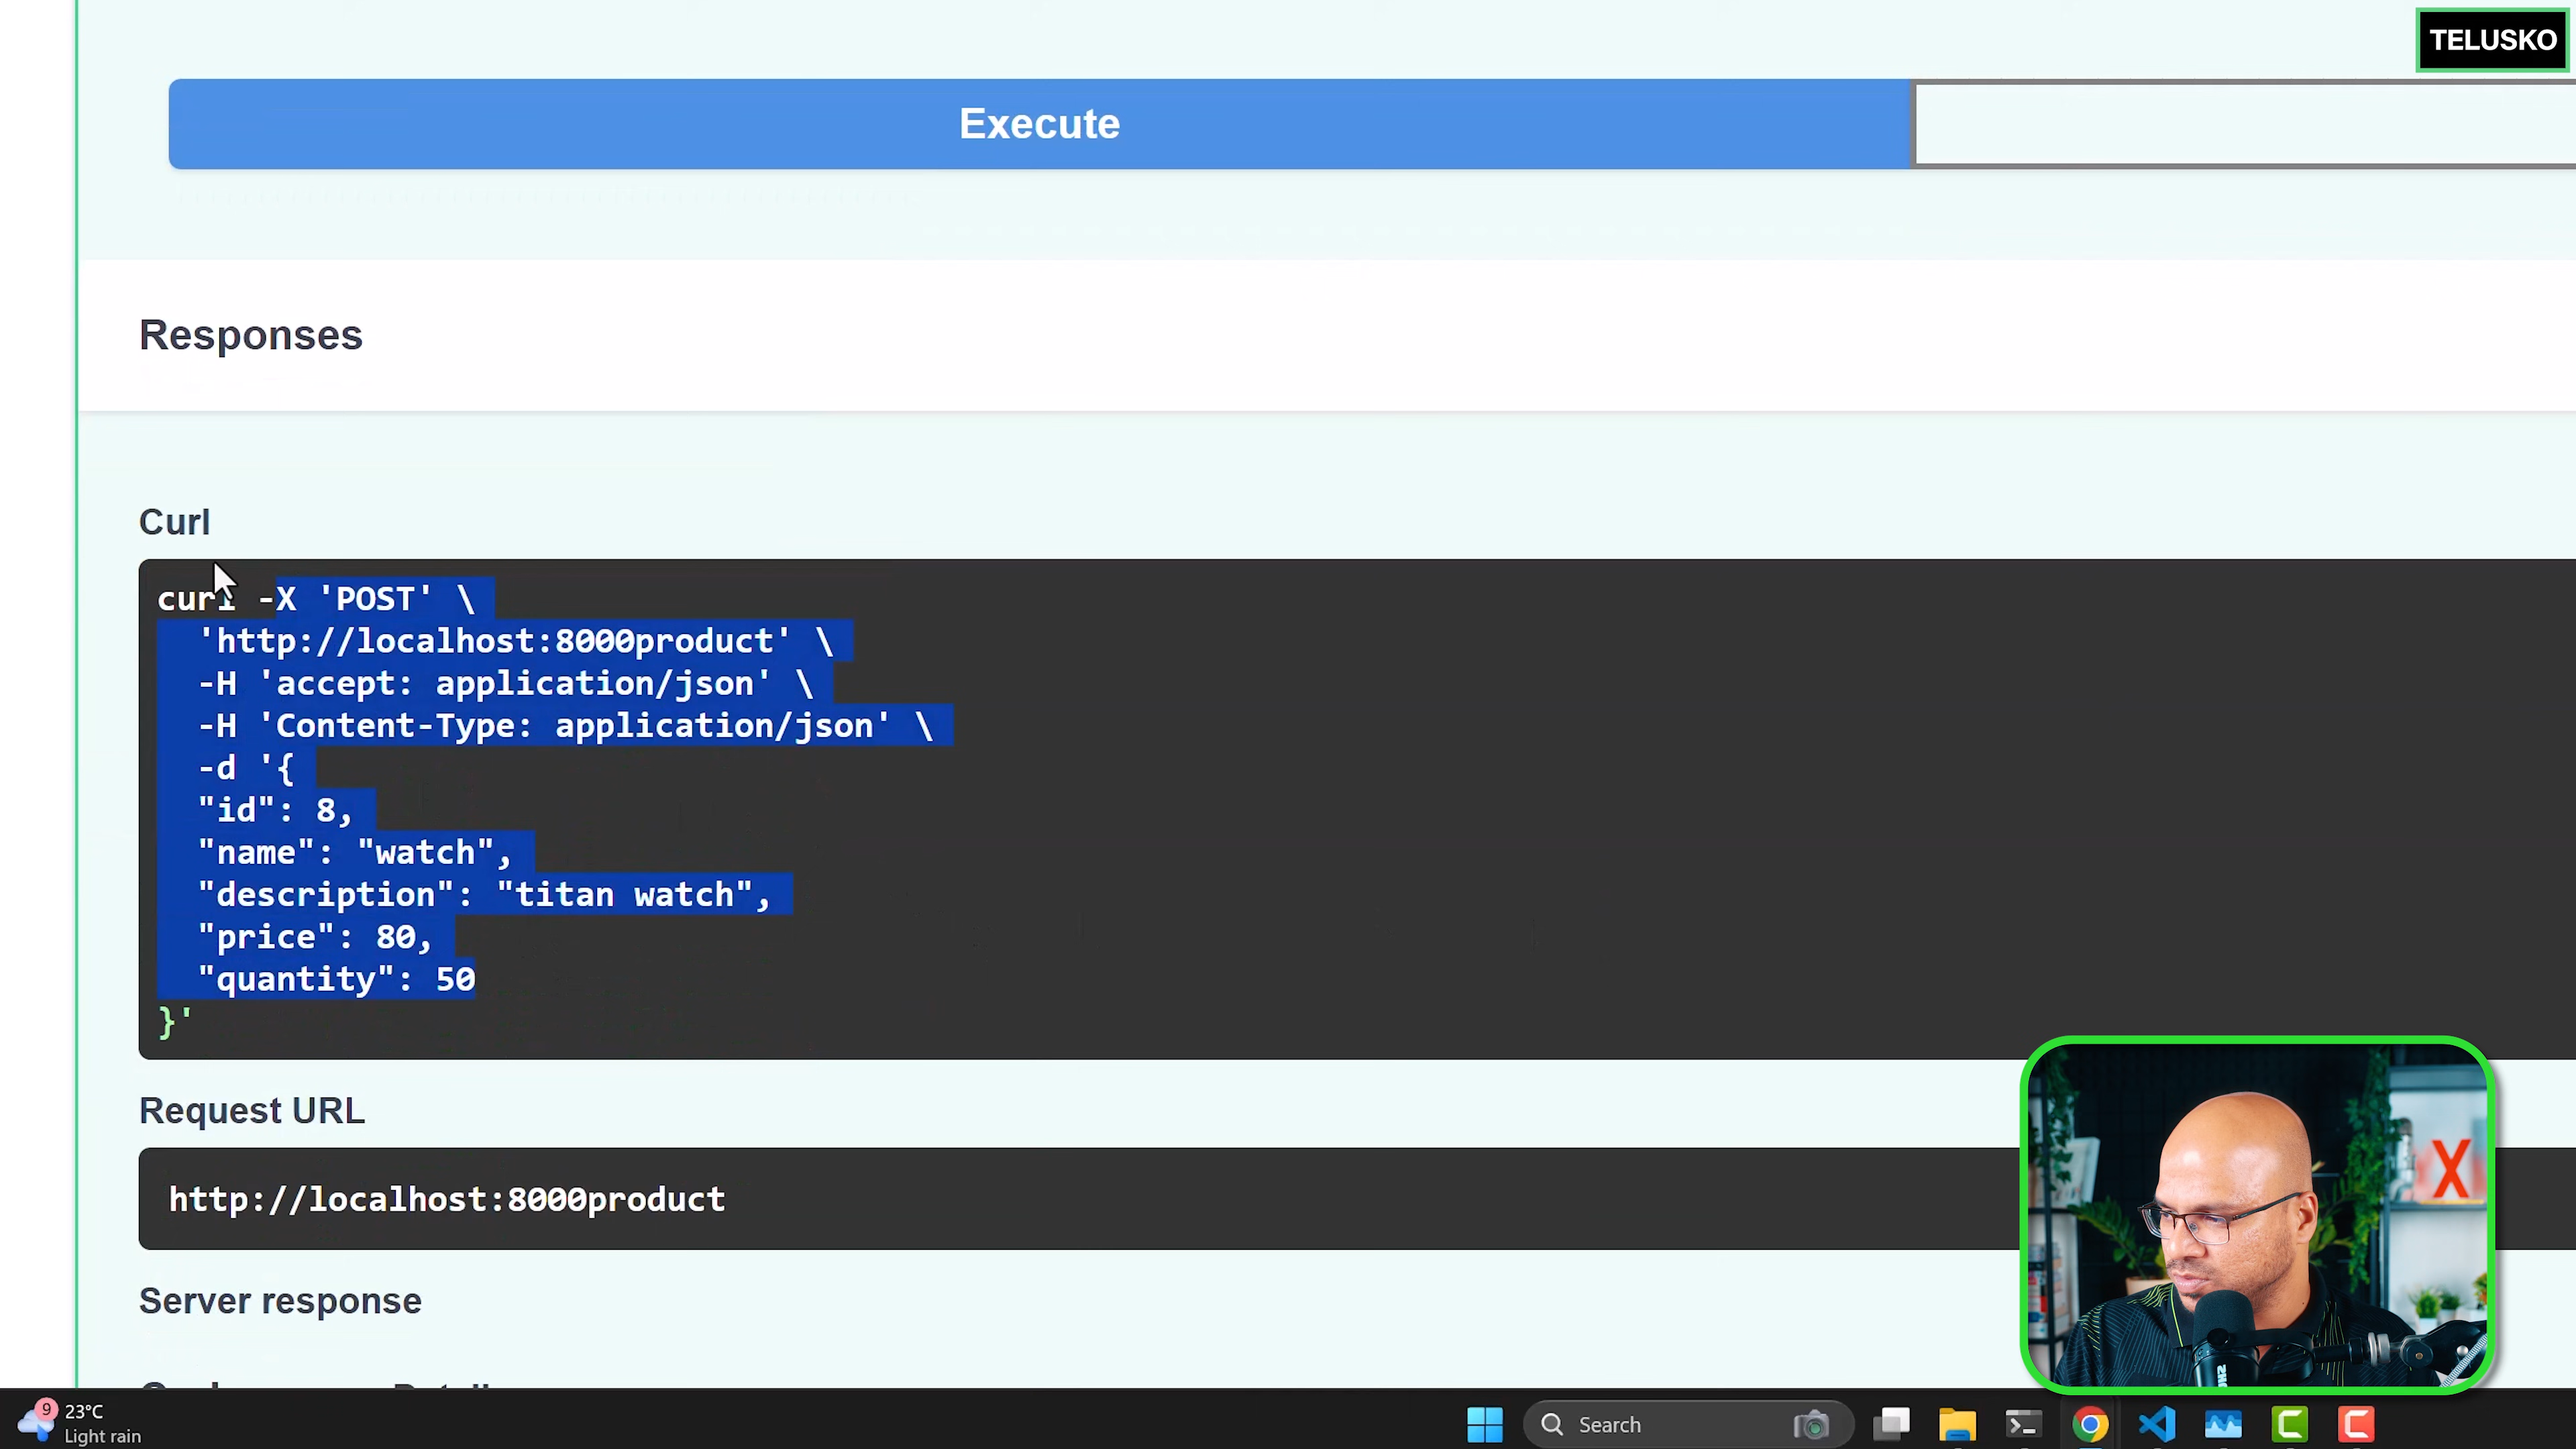 TELUSKO
Execute
Responses
Curl
curl -X 'POST' \
  'http://localhost:8000product' \
  -H 'accept: application/json' \
  -H 'Content-Type: application/json' \
  -d '{
  "id": 8,
  "name": "watch",
  "description": "titan watch",
  "price": 80,
  "quantity": 50
}'
Request URL
http://localhost:8000product
X
Server response
9
23°C
Light rain
Search